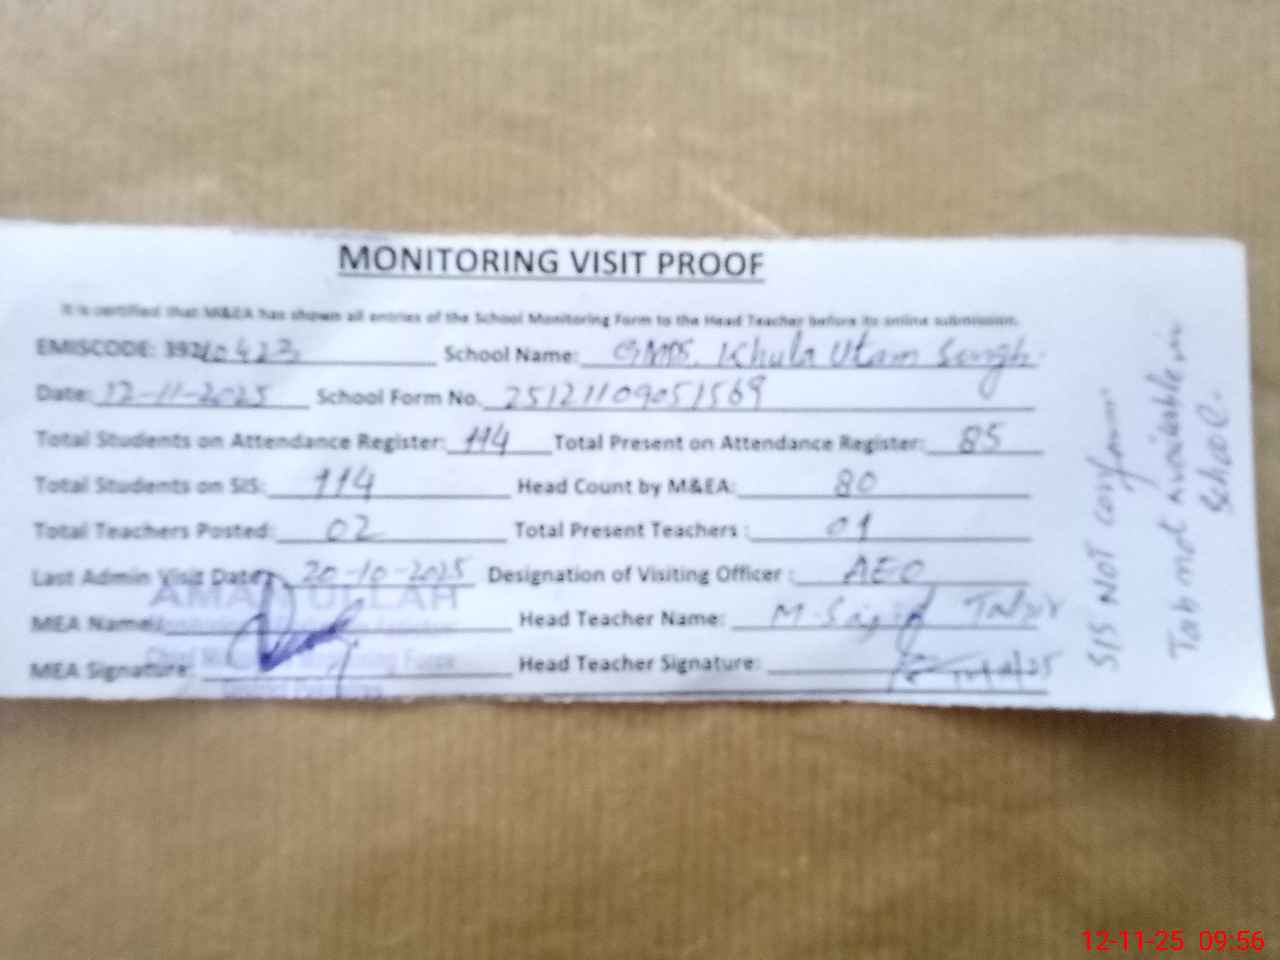 MONITORING VISIT PROOF
It is certified that M&EA has shown all entries of the School Monitoring Form to the Head Teacher before its online submission.
EMISCODE: 39210423 School Name: GMPS. Khula Utam Singh.
Date: 12-11-2025 School Form No. 25121109051569
Total Students on Attendance Register: 114 Total Present on Attendance Register: 85
Total Students on SIS: 114 Head Count by M&EA: 80
Total Teachers Posted: 02 Total Present Teachers : 01
Last Admin Visit Date: 20-10-2025 Designation of Visiting Officer : AEO
MEA Name: Head Teacher Name: M. Sajid
MEA Signature: Head Teacher Signature:
SIS NOT conform
Tab not available in
School.
12-11-25 09:56